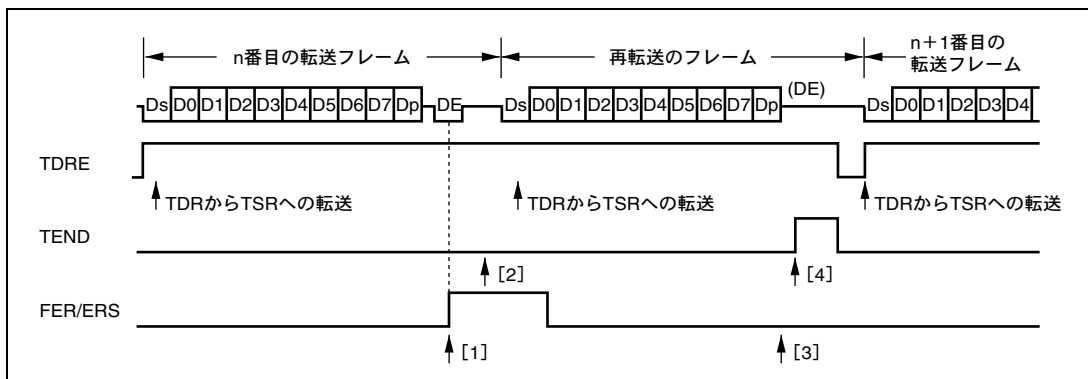 n番目の転送フレーム
再転送のフレーム
n+1番目の
転送フレーム
Ds D0 D1 D2 D3 D4 D5 D6 D7 Dp DE
Ds D0 D1 D2 D3 D4 D5 D6 D7 Dp (DE)
Ds D0 D1 D2 D3 D4
TDRE
TDRからTSRへの転送
TDRからTSRへの転送
TDRからTSRへの転送
TEND
[2]
[4]
FER/ERS
[1]
[3]